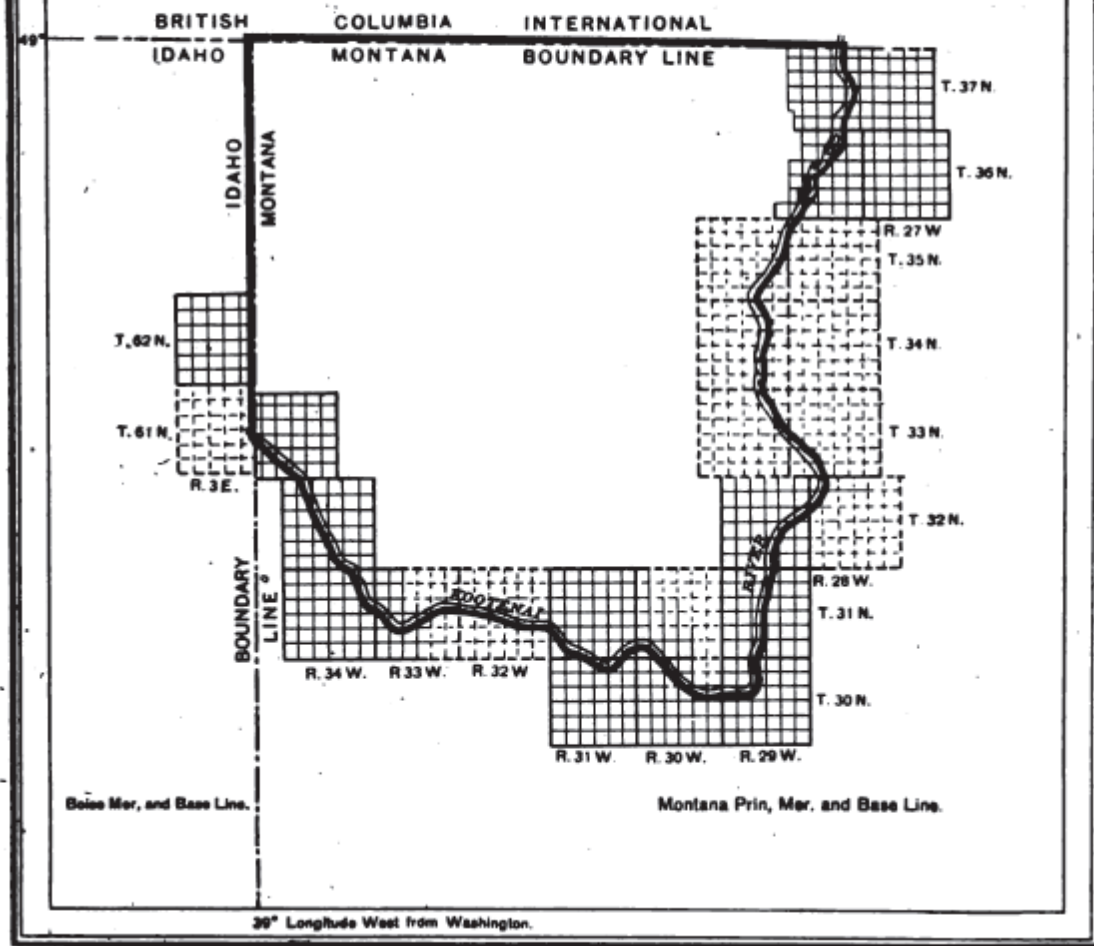 BRITISH COLUMBIA INTERNATIONAL
49°
IDAHO MONTANA BOUNDARY LINE
T. 37 N.
IDAHO
MONTANA
T. 36 N.
R. 27 W
T. 35 N.
T. 62 N.
T. 34 N.
T. 61 N.
T. 33 N.
R. 3 E.
T. 32 N.
RIVER
R. 28 W.
BOUNDARY
LINE
KOOTENAI
T. 31 N.
R. 34 W. R 33 W. R. 32 W
T. 30 N.
R. 31 W. R. 30 W. R. 29 W.
Boise Mer, and Base Line.
Montana Prin, Mer. and Base Line.
39° Longitude West from Washington.